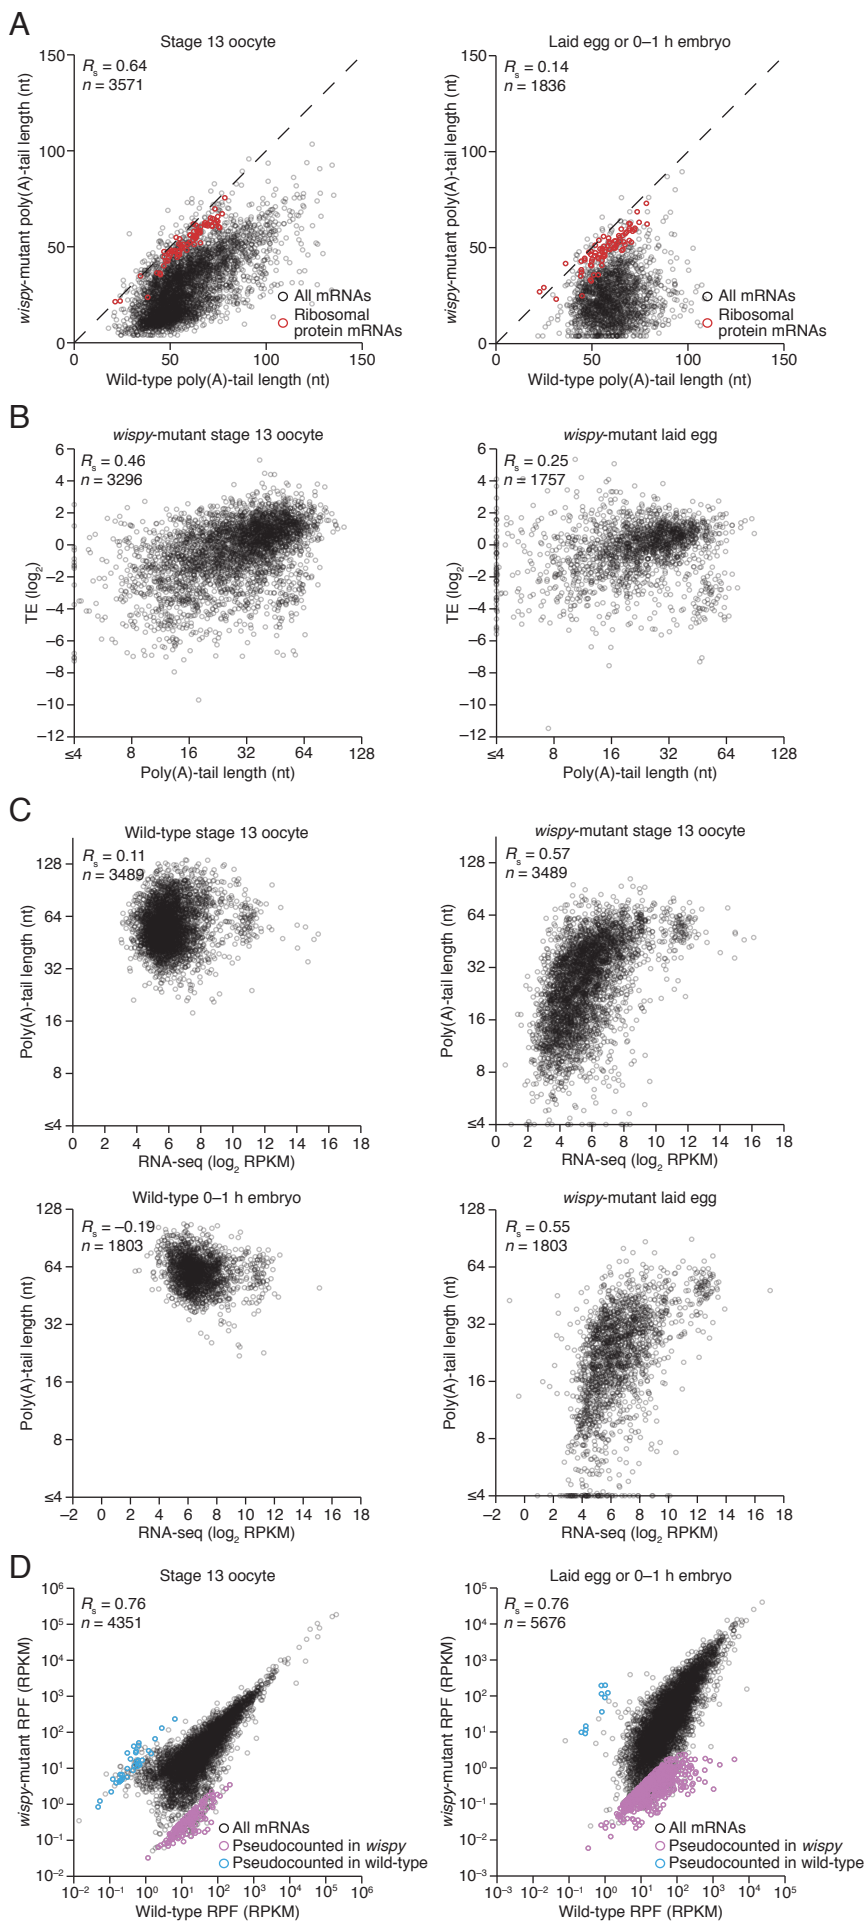 A
Stage 13 oocyte
Rs = 0.64
n = 3571
wispy-mutant poly(A)-tail length (nt)
150
100
50
0
0 50 100 150
All mRNAs
Ribosomal
protein mRNAs
Wild-type poly(A)-tail length (nt)
Laid egg or 0–1 h embryo
Rs = 0.14
n = 1836
wispy-mutant poly(A)-tail length (nt)
150
100
50
0
0 50 100 150
All mRNAs
Ribosomal
protein mRNAs
Wild-type poly(A)-tail length (nt)
B
wispy-mutant stage 13 oocyte
Rs = 0.46
n = 3296
TE (log2)
6
4
2
0
−2
−4
−6
−8
−10
−12
≤4 8 16 32 64 128
Poly(A)-tail length (nt)
wispy-mutant laid egg
Rs = 0.25
n = 1757
TE (log2)
6
4
2
0
−2
−4
−6
−8
−10
−12
≤4 8 16 32 64 128
Poly(A)-tail length (nt)
C
Wild-type stage 13 oocyte
Rs = 0.11
n = 3489
Poly(A)-tail length (nt)
128
64
32
16
8
≤4
0 2 4 6 8 10 12 14 16 18
RNA-seq (log2 RPKM)
wispy-mutant stage 13 oocyte
Rs = 0.57
n = 3489
Poly(A)-tail length (nt)
128
64
32
16
8
≤4
0 2 4 6 8 10 12 14 16 18
RNA-seq (log2 RPKM)
Wild-type 0–1 h embryo
Rs = –0.19
n = 1803
Poly(A)-tail length (nt)
128
64
32
16
8
≤4
−2 0 2 4 6 8 10 12 14 16 18
RNA-seq (log2 RPKM)
wispy-mutant laid egg
Rs = 0.55
n = 1803
Poly(A)-tail length (nt)
128
64
32
16
8
≤4
−2 0 2 4 6 8 10 12 14 16 18
RNA-seq (log2 RPKM)
D
Stage 13 oocyte
Rs = 0.76
n = 4351
wispy-mutant RPF (RPKM)
10⁶
10⁵
10⁴
10³
10²
10¹
10⁰
10⁻¹
10⁻²
10⁻² 10⁻¹ 10⁰ 10¹ 10² 10³ 10⁴ 10⁵ 10⁶
All mRNAs
Pseudocounted in wispy
Pseudocounted in wild-type
Wild-type RPF (RPKM)
Laid egg or 0–1 h embryo
Rs = 0.76
n = 5676
wispy-mutant RPF (RPKM)
10⁵
10⁴
10³
10²
10¹
10⁰
10⁻¹
10⁻²
10⁻³
10⁻³ 10⁻² 10⁻¹ 10⁰ 10¹ 10² 10³ 10⁴ 10⁵
All mRNAs
Pseudocounted in wispy
Pseudocounted in wild-type
Wild-type RPF (RPKM)